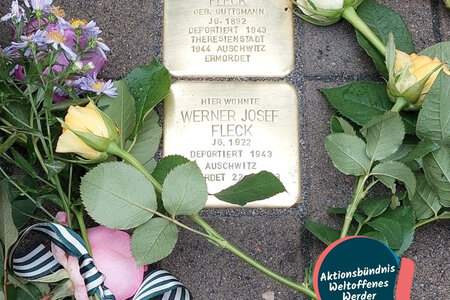 FLECK
GEB. GUTTSMANN
JG. 1892
DEPORTIERT 1943
THERESIENSTADT
1944 AUSCHWITZ
ERMORDET
HIER WOHNTE
WERNER JOSEF
FLECK
JG. 1922
DEPORTIERT 1943
AUSCHWITZ
Aktionsbündnis
Weltoffenes
Werder